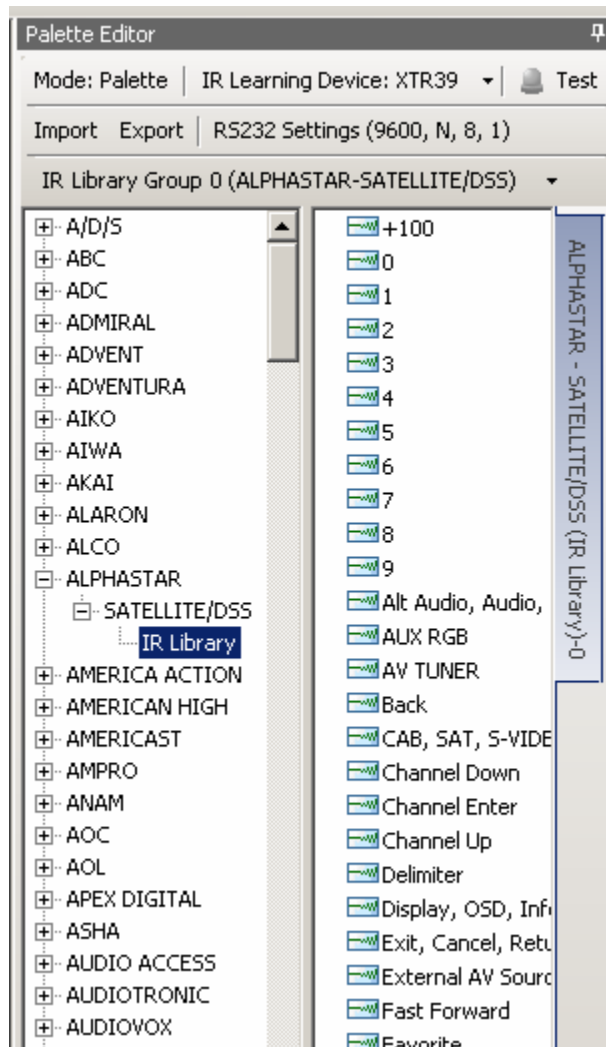 Palette Editor
Mode: Palette IR Learning Device: XTR39 Test
Import Export RS232 Settings (9600, N, 8, 1)
IR Library Group 0 (ALPHASTAR-SATELLITE/DSS)
A/D/S
ABC
ADC
ADMIRAL
ADVENT
ADVENTURA
AIKO
AIWA
AKAI
ALARON
ALCO
ALPHASTAR
SATELLITE/DSS
IR Library
AMERICA ACTION
AMERICAN HIGH
AMERICAST
AMPRO
ANAM
AOC
AOL
APEX DIGITAL
ASHA
AUDIO ACCESS
AUDIOTRONIC
AUDIOVOX
+100
0
1
2
3
4
5
6
7
8
9
Alt Audio, Audio,
AUX RGB
AV TUNER
Back
CAB, SAT, S-VIDE
Channel Down
Channel Enter
Channel Up
Delimiter
Display, OSD, Inf
Exit, Cancel, Retu
External AV Sourc
Fast Forward
Favorite
ALPHASTAR - SATELLITE/DSS (IR Library)-0